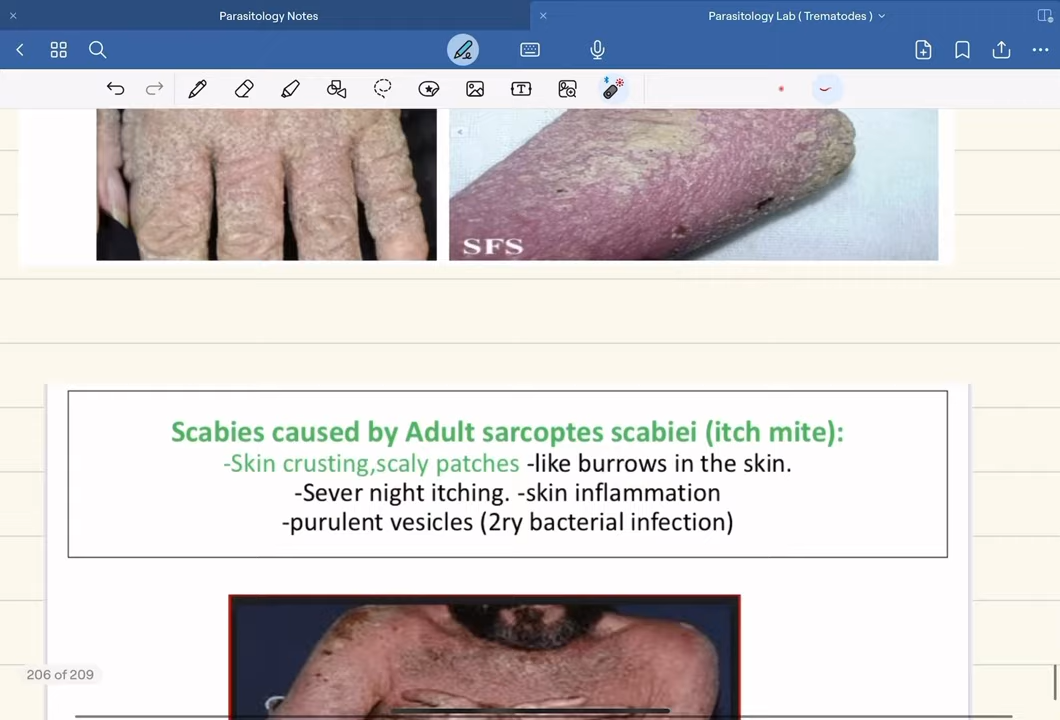 Parasitology Notes
Parasitology Lab ( Trematodes )
SFS
Scabies caused by Adult sarcoptes scabiei (itch mite):
-Skin crusting,scaly patches -like burrows in the skin.
-Sever night itching. -skin inflammation
-purulent vesicles (2ry bacterial infection)
206 of 209